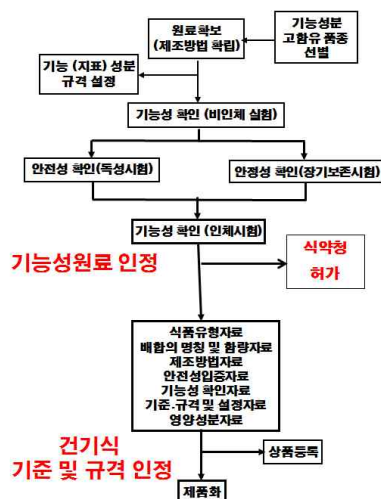 원료확보
(제조방법 확립)
기능성분
고함유 품종
선별
기능 (지표) 성분
규격 설정
기능성 확인 (비인체 실험)
안전성 확인(독성시험)
안정성 확인(장기보존시험)
기능성 확인 (인체시험)
기능성원료 인정
식약청
허가
식품유형자료
배합의 명칭 및 함량자료
제조방법자료
안전성입증자료
기능성 확인자료
기준·규격 및 설정자료
영양성분자료
건기식
기준 및 규격 인정
상품등록
제품화